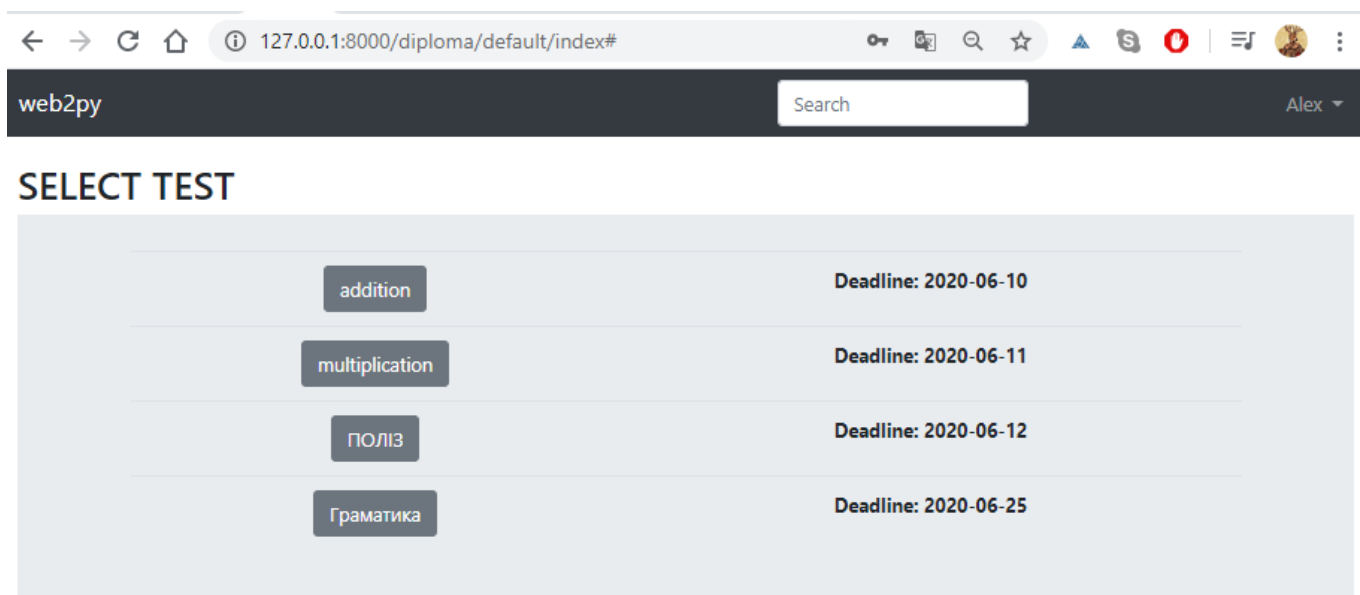 127.0.0.1:8000/diploma/default/index#
web2py Search Alex
SELECT TEST
addition Deadline: 2020-06-10
multiplication Deadline: 2020-06-11
ПОЛІЗ Deadline: 2020-06-12
Граматика Deadline: 2020-06-25